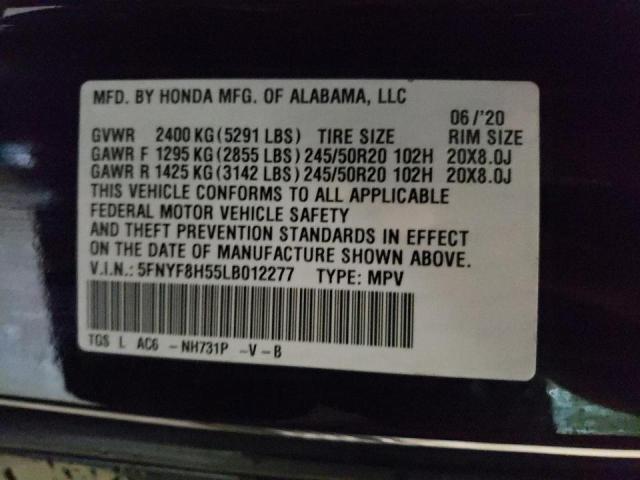 MFD. BY HONDA MFG. OF ALABAMA, LLC
06/'20
GVWR 2400 KG (5291 LBS) TIRE SIZE RIM SIZE
GAWR F 1295 KG (2855 LBS) 245/50R20 102H 20X8.0J
GAWR R 1425 KG (3142 LBS) 245/50R20 102H 20X8.0J
THIS VEHICLE CONFORMS TO ALL APPLICABLE
FEDERAL MOTOR VEHICLE SAFETY
AND THEFT PREVENTION STANDARDS IN EFFECT
ON THE DATE OF MANUFACTURE SHOWN ABOVE.
V.I.N.: 5FNYF8H55LB012277 TYPE: MPV
TGS L AC6 - NH731P -V-B